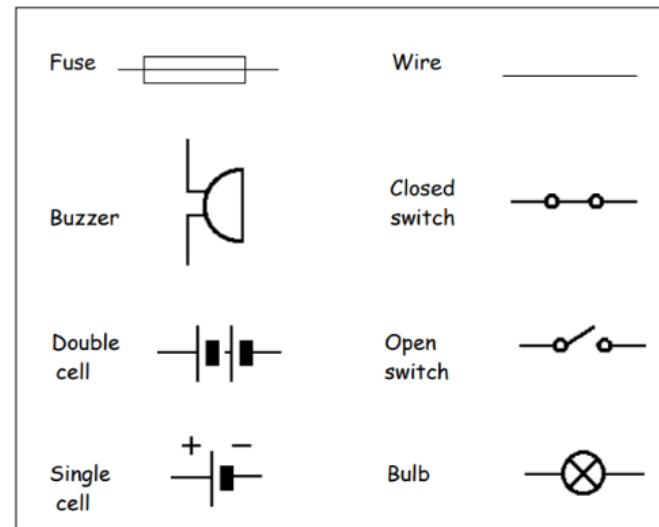 Fuse
Wire
Buzzer
Closed
switch
Double
cell
Open
switch
+ −
Single
cell
Bulb